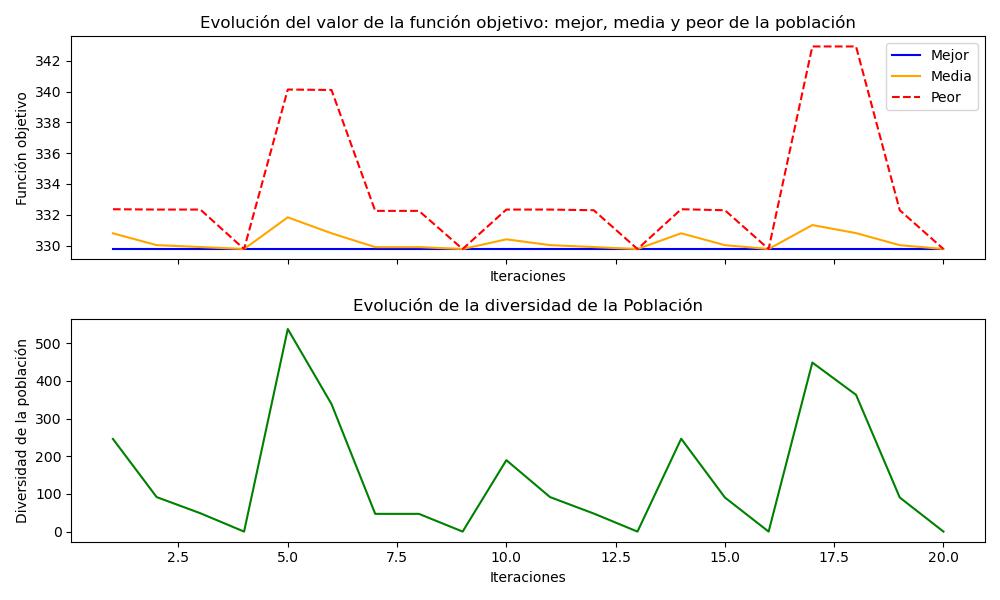 Evolución del valor de la función objetivo: mejor, media y peor de la población
Función objetivo
342
340
338
336
334
332
330
Mejor
Media
Peor
Iteraciones
Evolución de la diversidad de la Población
Diversidad de la población
500
400
300
200
100
0
2.5
5.0
7.5
10.0
12.5
15.0
17.5
20.0
Iteraciones